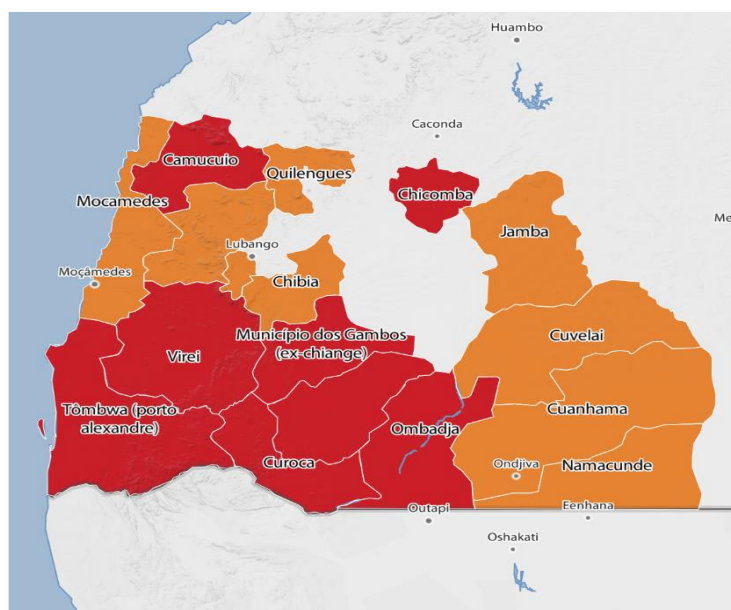 Huambo
Caconda
Camucuio
Quilengues
Chicomba
Mocamedes
Jamba
Lubango
Moçâmedes
Chibia
Município dos Gambos
(ex-chiange)
Cuvelai
Virei
Tômbwa (porto
alexandre)
Cuanhama
Ombadja
Curoca
Ondjiva
Namacunde
Outapi
Eenhana
Oshakati
Me